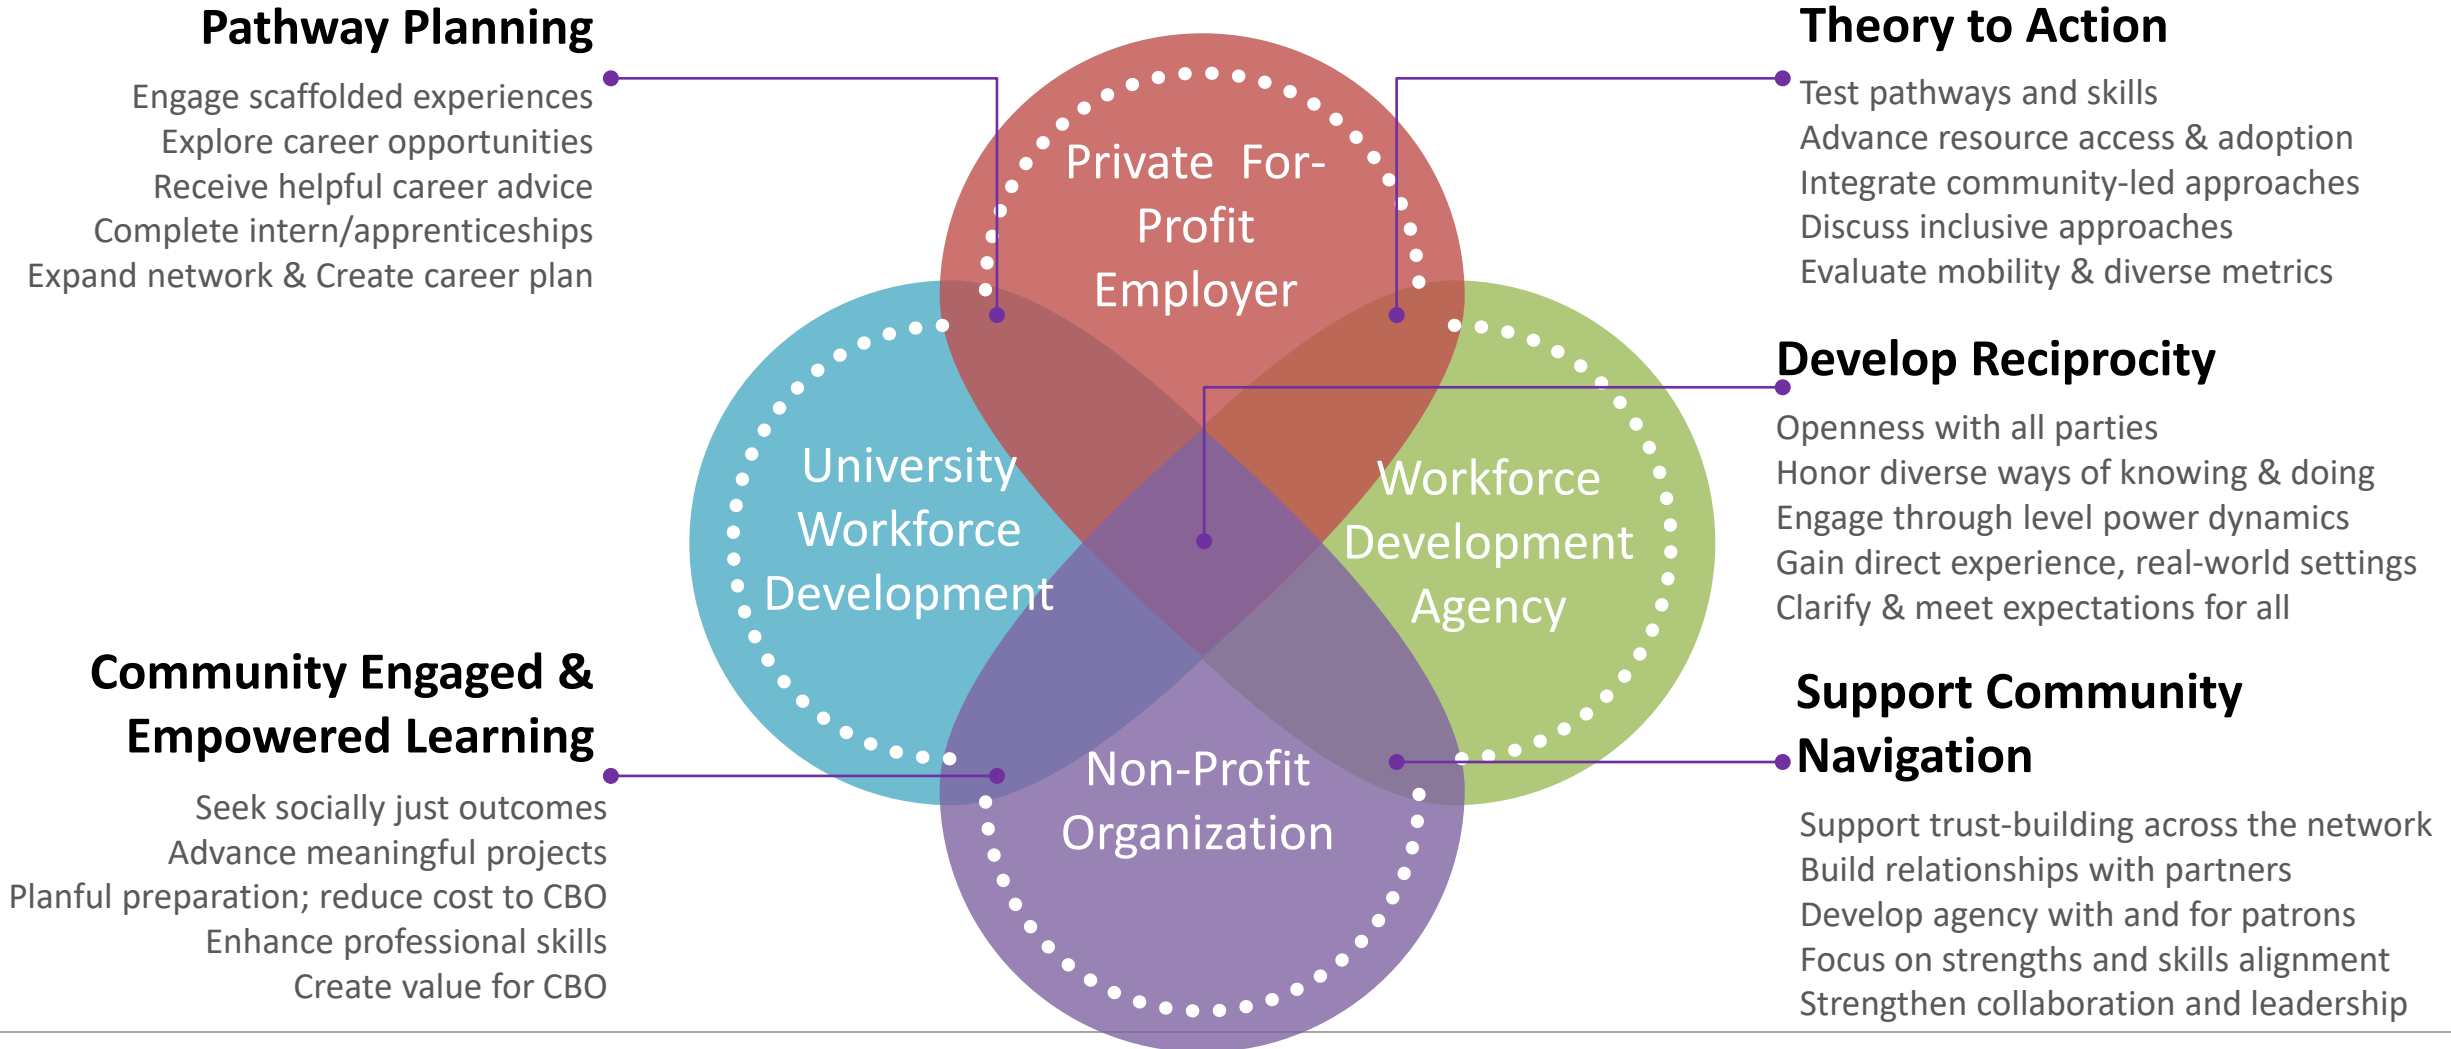 Pathway Planning
Engage scaffolded experiences
Explore career opportunities
Receive helpful career advice
Complete intern/apprenticeships
Expand network & Create career plan
Community Engaged &
Empowered Learning
Seek socially just outcomes
Advance meaningful projects
Planful preparation; reduce cost to CBO
Enhance professional skills
Create value for CBO
Private  For-
Profit
Employer
University
Workforce
Development
Workforce
Development
Agency
Non-Profit
Organization
Theory to Action
Test pathways and skills
Advance resource access & adoption
Integrate community-led approaches
Discuss inclusive approaches
Evaluate mobility & diverse metrics
Develop Reciprocity
Openness with all parties
Honor diverse ways of knowing & doing
Engage through level power dynamics
Gain direct experience, real-world settings
Clarify & meet expectations for all
Support Community
Navigation
Support trust-building across the network
Build relationships with partners
Develop agency with and for patrons
Focus on strengths and skills alignment
Strengthen collaboration and leadership